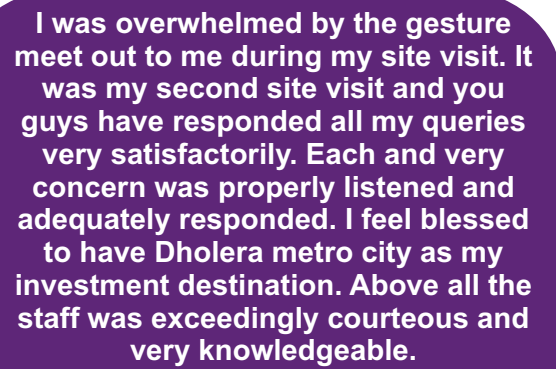 I was overwhelmed by the gesture
meet out to me during my site visit. It
was my second site visit and you
guys have responded all my queries
very satisfactorily. Each and very
concern was properly listened and
adequately responded. I feel blessed
to have Dholera metro city as my
investment destination. Above all the
staff was exceedingly courteous and
very knowledgeable.